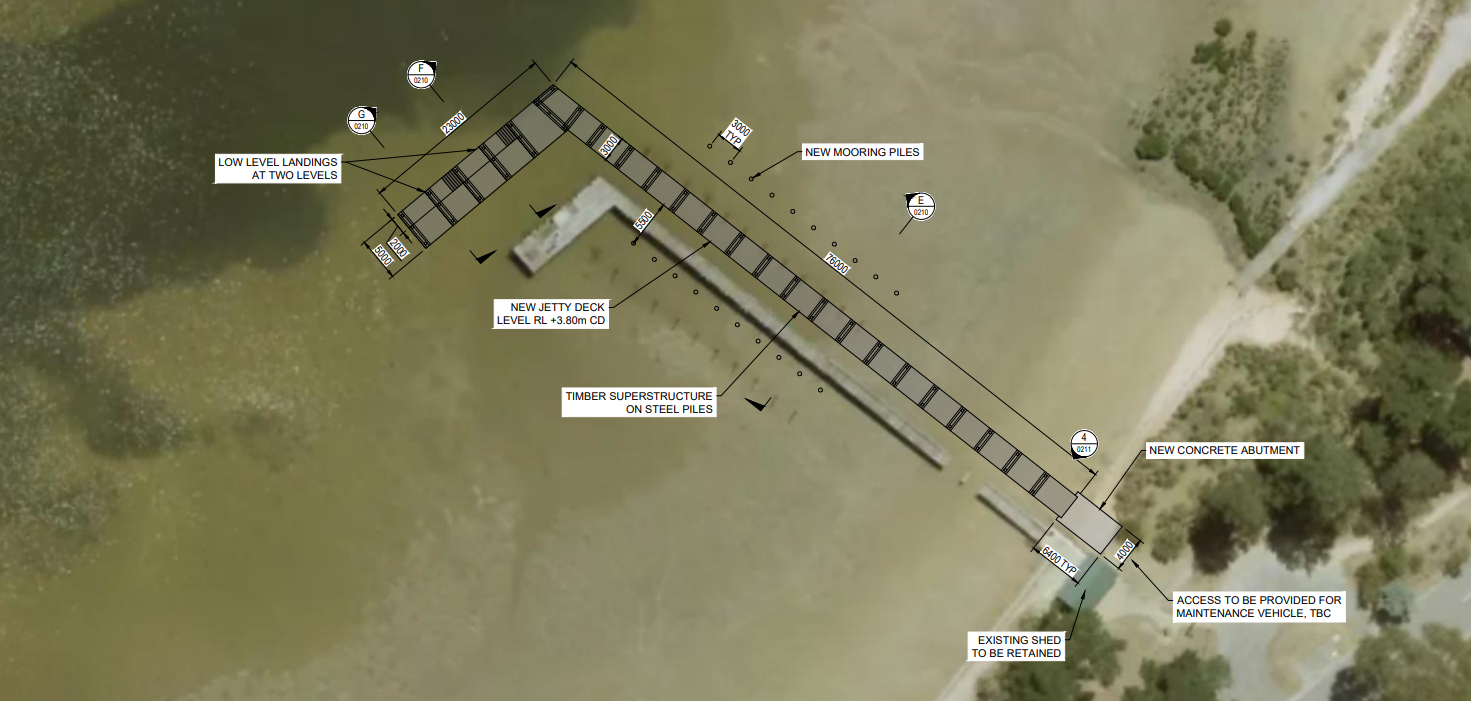 F
0210
G
0210
23000
3000
TYP
NEW MOORING PILES
3000
LOW LEVEL LANDINGS
AT TWO LEVELS
E
0210
5500
2000
5000
76000
NEW JETTY DECK
LEVEL RL +3.80m CD
TIMBER SUPERSTRUCTURE
ON STEEL PILES
4
0211
NEW CONCRETE ABUTMENT
6400 TYP
4000
ACCESS TO BE PROVIDED FOR
MAINTENANCE VEHICLE, TBC
EXISTING SHED
TO BE RETAINED